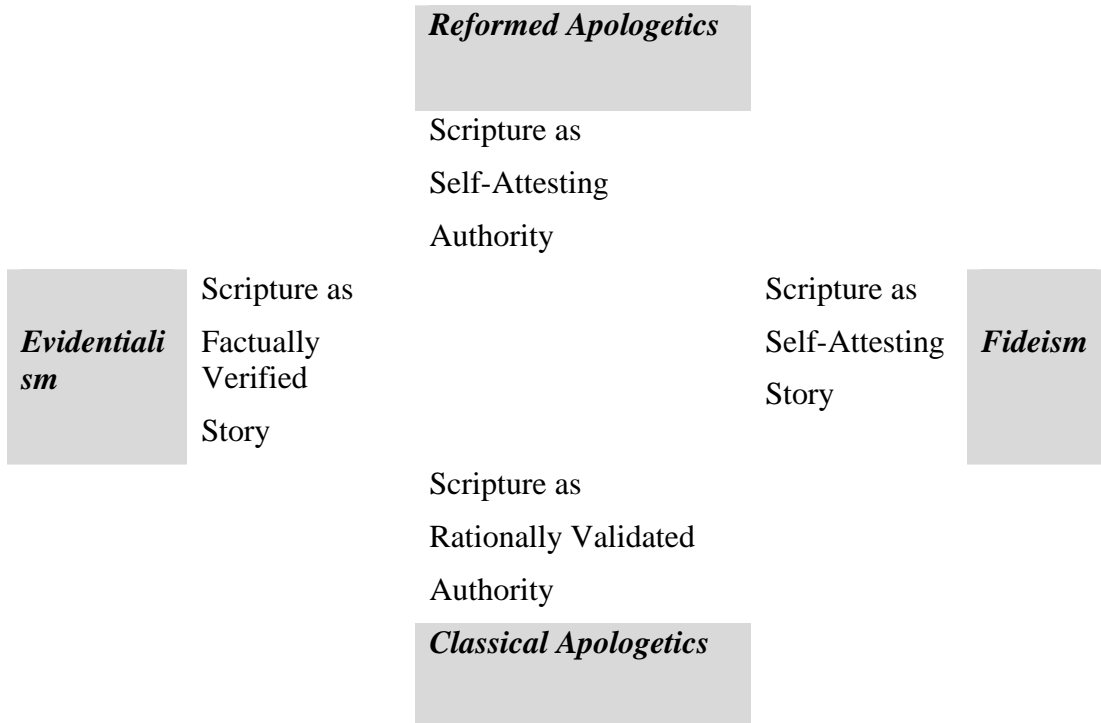 Reformed Apologetics
Scripture as
Self-Attesting
Authority
Evidentiali
sm
Scripture as
Factually
Verified
Story
Scripture as
Self-Attesting
Story
Fideism
Scripture as
Rationally Validated
Authority
Classical Apologetics